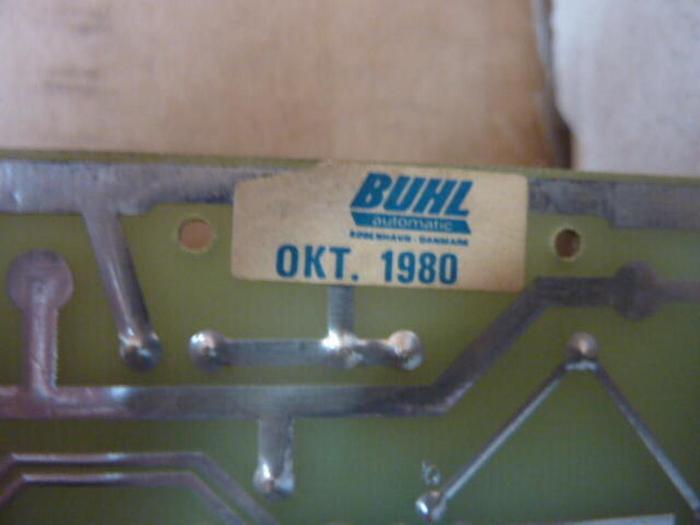 BUHL
automatic
KØBENHAVN - DANMARK
OKT. 1980